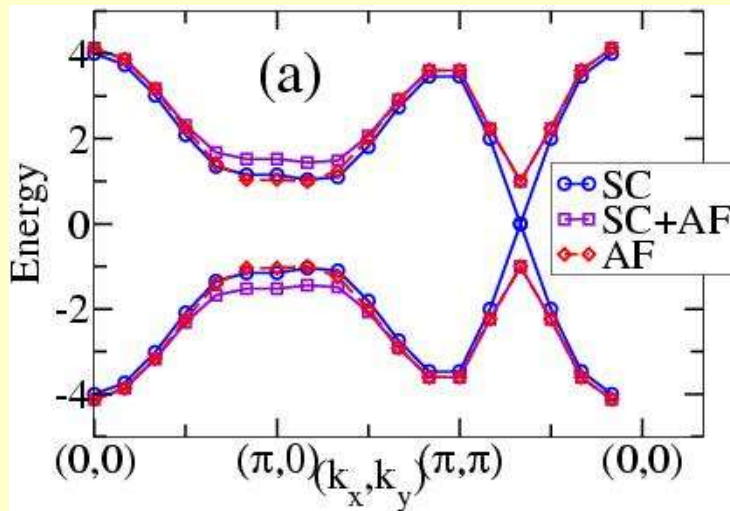 (a)
4
2
0
-2
-4
Energy
SC
SC+AF
AF
(0,0)
(π,0)
(π,π)
(0,0)
(k_x,k_y)